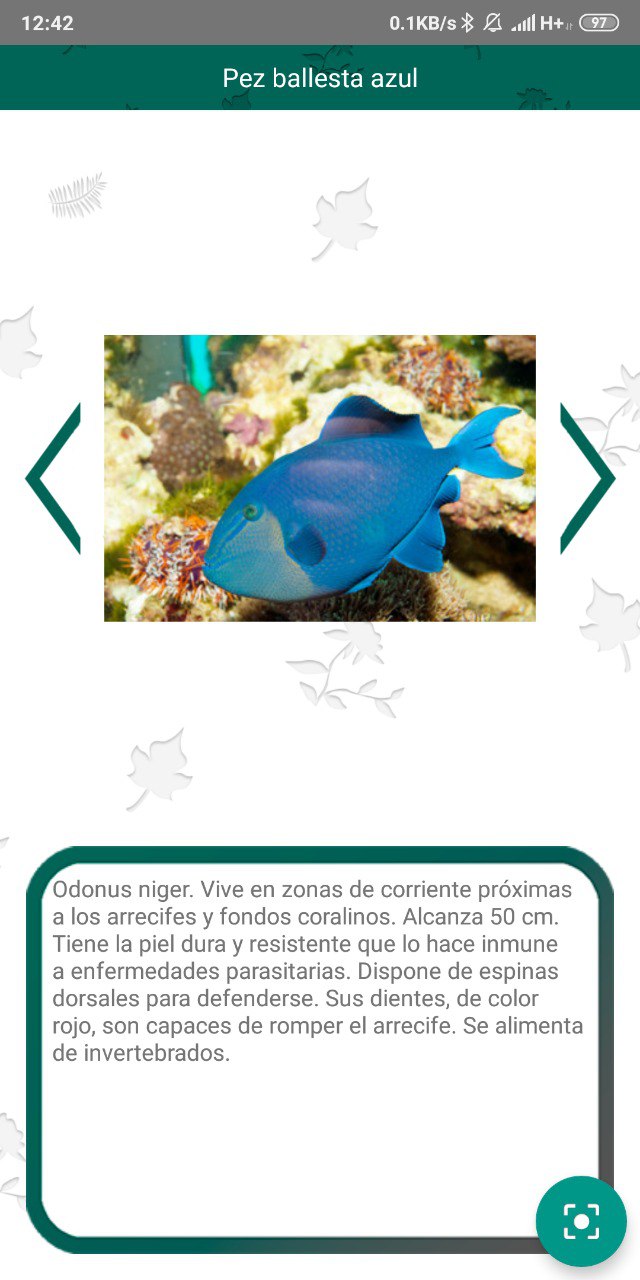 12:42
0.1KB/s H+ 97
Pez ballesta azul
Odonus niger. Vive en zonas de corriente próximas
a los arrecifes y fondos coralinos. Alcanza 50 cm.
Tiene la piel dura y resistente que lo hace inmune
a enfermedades parasitarias. Dispone de espinas
dorsales para defenderse. Sus dientes, de color
rojo, son capaces de romper el arrecife. Se alimenta
de invertebrados.